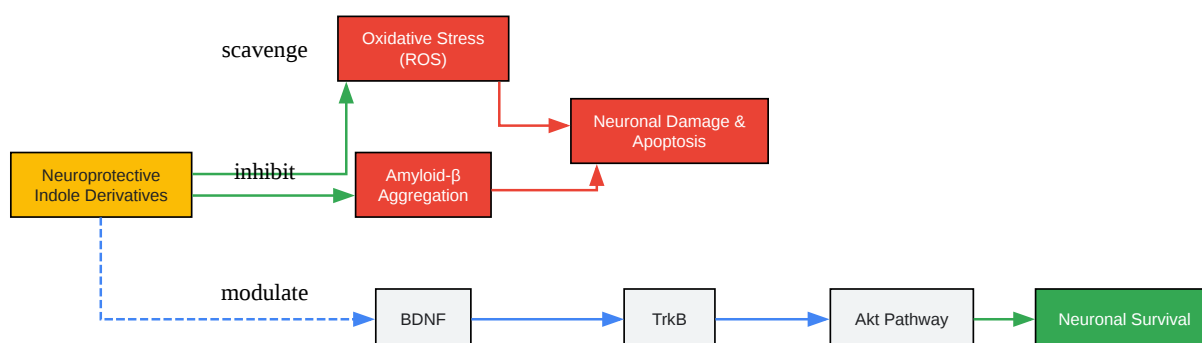 scavenge
Oxidative Stress
(ROS)
Neuronal Damage &
Apoptosis
Neuroprotective
Indole Derivatives
inhibit
Amyloid-β
Aggregation
modulate
BDNF
TrkB
Akt Pathway
Neuronal Survival